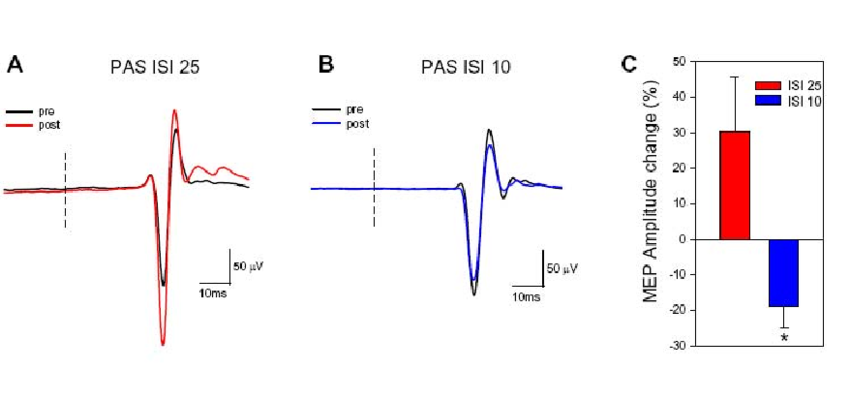 A
PAS ISI 25
pre
post
50 µV
10ms
B
PAS ISI 10
pre
post
50 µV
10ms
C
MEP Amplitude change (%)
50
40
30
20
10
0
-10
-20
-30
ISI 25
ISI 10
*